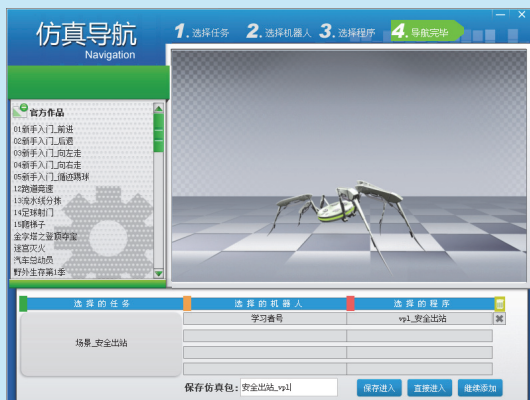 仿真导航
Navigation
1.选择任务 2.选择机器人 3.选择程序 4.导航完毕
官方作品
01新手入门_前进
02新手入门_后退
03新手入门_向左走
04新手入门_向右走
05新手入门_循迹踢球
12跑道竞速
13流水线分拣
14足球射门
15爬梯子
金字塔之登顶夺宝
迷宫灭火
汽车总动员
野外生存第1季
选择的任务 选择的机器人 选择的程序
学习者号 vpl_安全出站
场景_安全出站
保存仿真包: 安全出站_vpl 保存进入 直接进入 继续添加